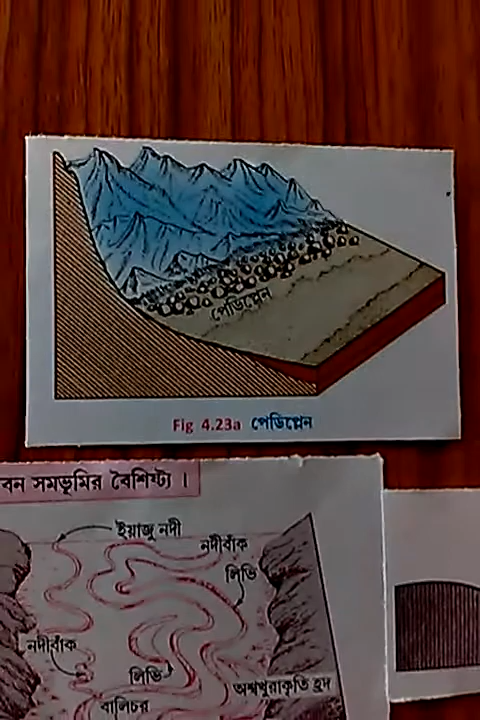 পেডিপ্লেন
Fig 4.23a পেডিপ্লেন
বন সমভূমির বৈশিষ্ট্য ।
ইয়াজু নদী
নদীবাঁক
লিভি
নদীবাঁক
লিভি
অশ্বখুরাকৃতি হ্রদ
বালিচর